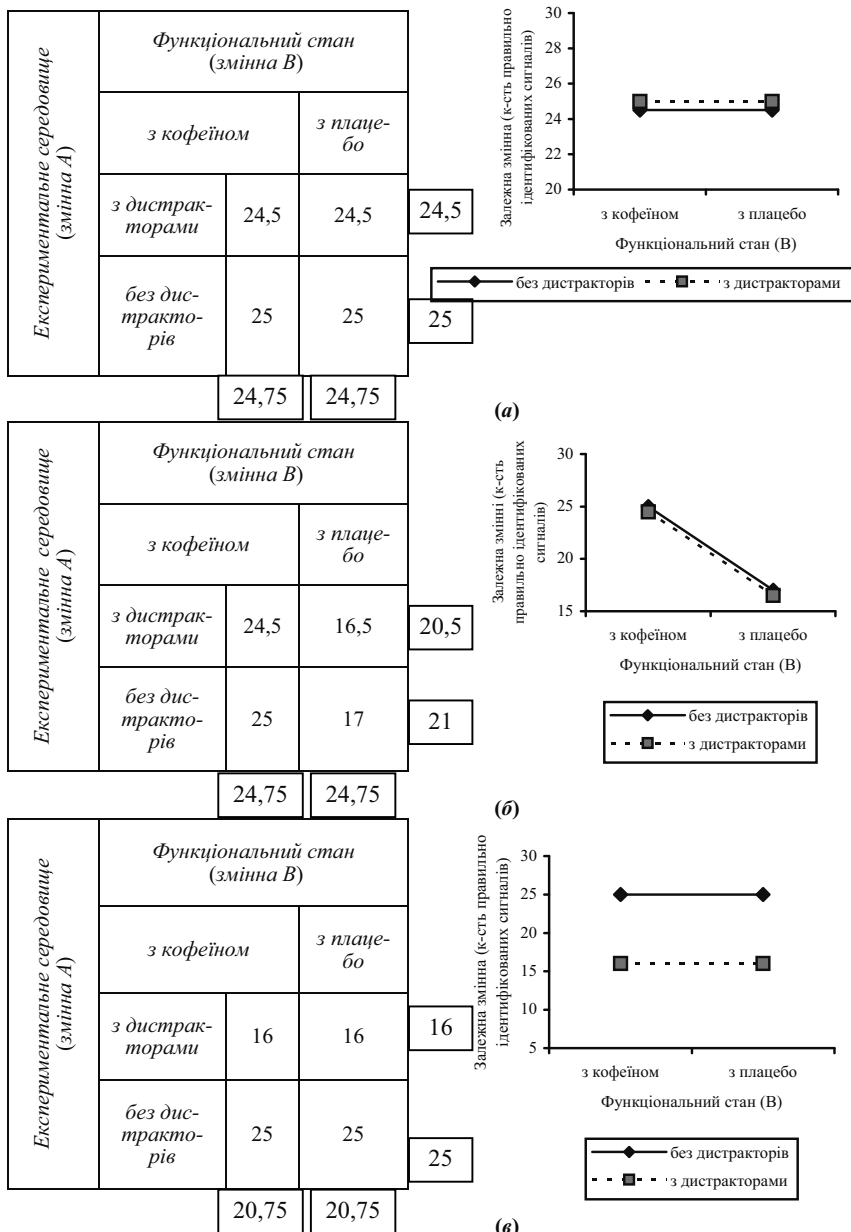 Експериментальне середовище
(змінна А)
Функціональний стан
(змінна В)
з кофеїном
з плаце-
бо
з дистрак-
торами
24,5
24,5
24,5
без дис-
тракто-
рів
25
25
25
24,75
24,75
Залежна змінна (к-сть правильно
ідентифікованих сигналів)
30
28
26
24
22
20
з кофеїном
з плацебо
Функціональний стан (В)
без дистракторів
з дистракторами
(а)
Експериментальне середовище
(змінна А)
Функціональний стан
(змінна В)
з кофеїном
з плаце-
бо
з дистрак-
торами
24,5
16,5
20,5
без дис-
тракто-
рів
25
17
21
24,75
24,75
Залежна змінні (к-сть
правильно ідентифікованих
сигналів)
30
25
20
15
з кофеїном
з плацебо
Функціональний стан (В)
без дистракторів
з дистракторами
(б)
Експериментальне середовище
(змінна А)
Функціональний стан
(змінна В)
з кофеїном
з плаце-
бо
з дистрак-
торами
16
16
16
без дис-
тракто-
рів
25
25
25
20,75
20,75
Залежна змінна (к-сть правильно
ідентифікованих сигналів)
30
25
20
15
10
5
з кофеїном
з плацебо
Функціональний стан (В)
без дистракторів
з дистракторами
(в)